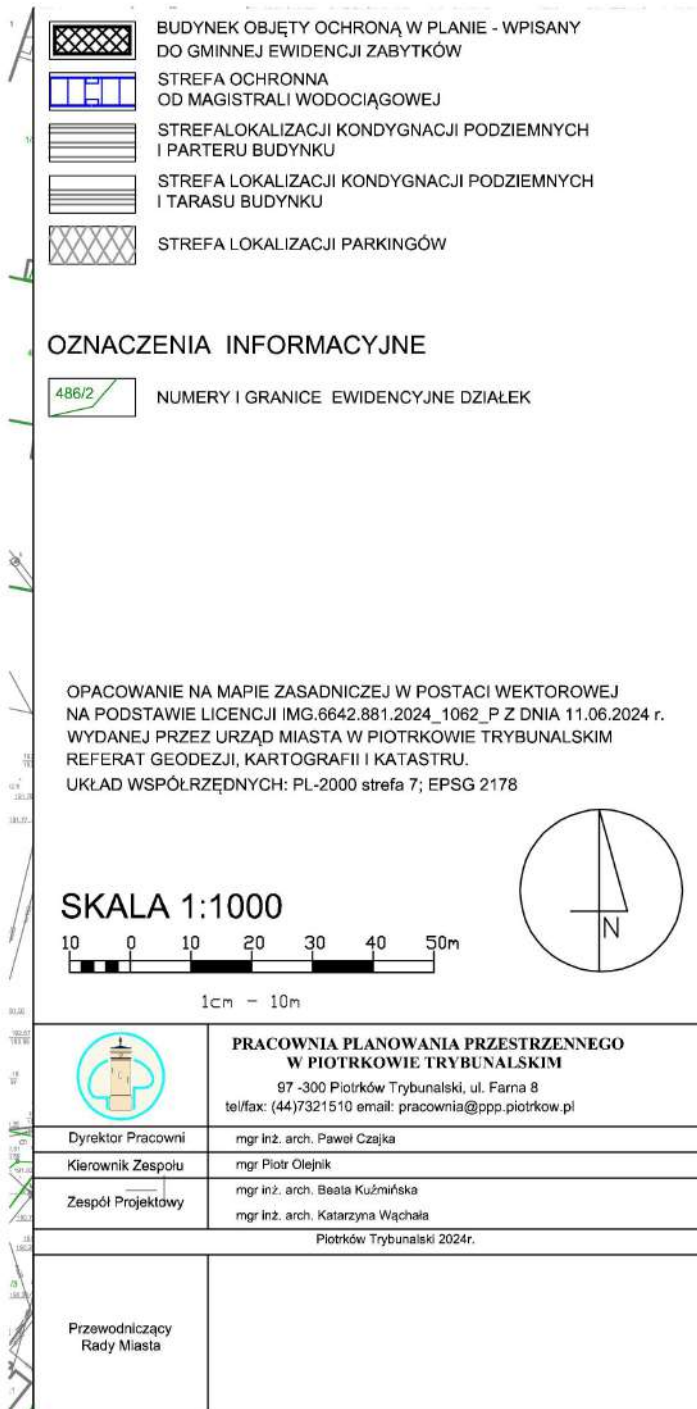 BUDYNEK OBJĘTY OCHRONĄ W PLANIE - WPISANY
DO GMINNEJ EWIDENCJI ZABYTKÓW
STREFA OCHRONNA
OD MAGISTRALI WODOCIĄGOWEJ
STREFALOKALIZACJI KONDYGNACJI PODZIEMNYCH
I PARTERU BUDYNKU
STREFA LOKALIZACJI KONDYGNACJI PODZIEMNYCH
I TARASU BUDYNKU
STREFA LOKALIZACJI PARKINGÓW
OZNACZENIA INFORMACYJNE
486/2
NUMERY I GRANICE EWIDENCYJNE DZIAŁEK
OPACOWANIE NA MAPIE ZASADNICZEJ W POSTACI WEKTOROWEJ
NA PODSTAWIE LICENCJI IMG.6642.881.2024_1062_P Z DNIA 11.06.2024 r.
WYDANEJ PRZEZ URZĄD MIASTA W PIOTRKOWIE TRYBUNALSKIM
REFERAT GEODEZJI, KARTOGRAFII I KATASTRU.
UKŁAD WSPÓŁRZĘDNYCH: PL-2000 strefa 7; EPSG 2178
N
SKALA 1:1000
10 0 10 20 30 40 50m
1cm - 10m
PRACOWNIA PLANOWANIA PRZESTRZENNEGO
W PIOTRKOWIE TRYBUNALSKIM
97 -300 Piotrków Trybunalski, ul. Farna 8
tel/fax: (44)7321510 email: pracownia@ppp.piotrkow.pl
Dyrektor Pracowni
mgr inż. arch. Paweł Czajka
Kierownik Zespołu
mgr Piotr Olejnik
Zespół Projektowy
mgr inż. arch. Beata Kuźmińska
mgr inż. arch. Katarzyna Wąchała
Piotrków Trybunalski 2024r.
Przewodniczący
Rady Miasta